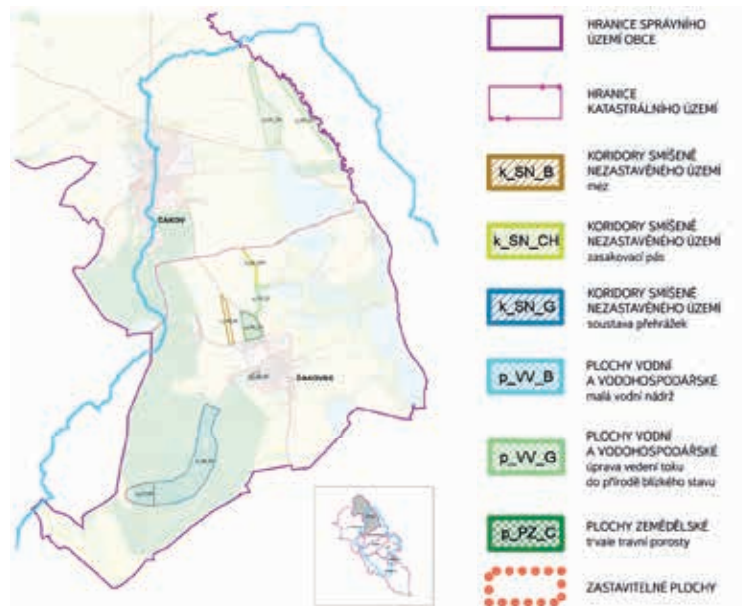 HRANICE SPRÁVNÍHO
ÚZEMÍ OBCE
HRANICE
KATASTRÁLNÍHO ÚZEMÍ
k_SN_B
KORIDORY SMÍŠENÉ
NEZASTAVĚNÉHO ÚZEMÍ
mez
k_SN_CH
KORIDORY SMÍŠENÉ
NEZASTAVĚNÉHO ÚZEMÍ
zasakovací pás
k_SN_G
KORIDORY SMÍŠENÉ
NEZASTAVĚNÉHO ÚZEMÍ
soustava přehrážek
p_VV_B
PLOCHY VODNÍ
A VODOHOSPODÁŘSKÉ
malá vodní nádrž
p_VV_G
PLOCHY VODNÍ
A VODOHOSPODÁŘSKÉ
úprava vedení toku
do přírodě blízkého stavu
p_PZ_C
PLOCHY ZEMĚDĚLSKÉ
trvale travní porosty
ZASTAVITELNÉ PLOCHY
ČAKOV
ČAKOVEC